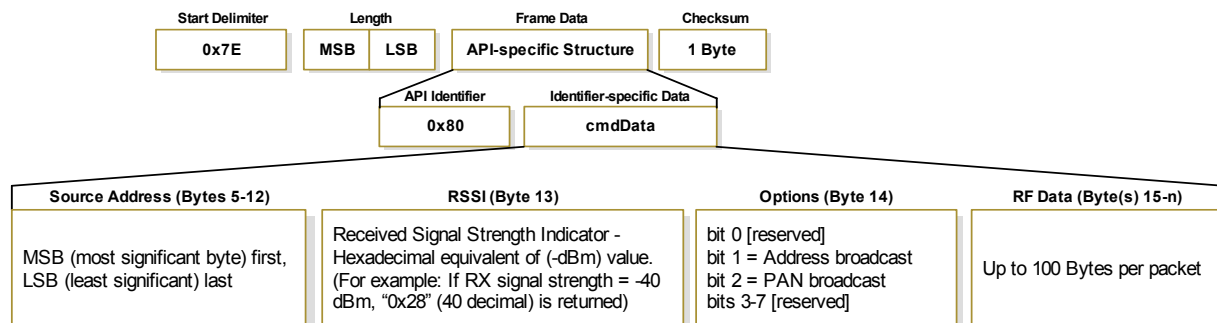 Start Delimiter
Length
Frame Data
Checksum
0x7E
MSB
LSB
API-specific Structure
1 Byte
API Identifier
Identifier-specific Data
0x80
cmdData
Source Address (Bytes 5-12)
MSB (most significant byte) first,
LSB (least significant) last
RSSI (Byte 13)
Received Signal Strength Indicator -
Hexadecimal equivalent of (-dBm) value.
(For example: If RX signal strength = -40
dBm, “0x28” (40 decimal) is returned)
Options (Byte 14)
bit 0 [reserved]
bit 1 = Address broadcast
bit 2 = PAN broadcast
bits 3-7 [reserved]
RF Data (Byte(s) 15-n)
Up to 100 Bytes per packet